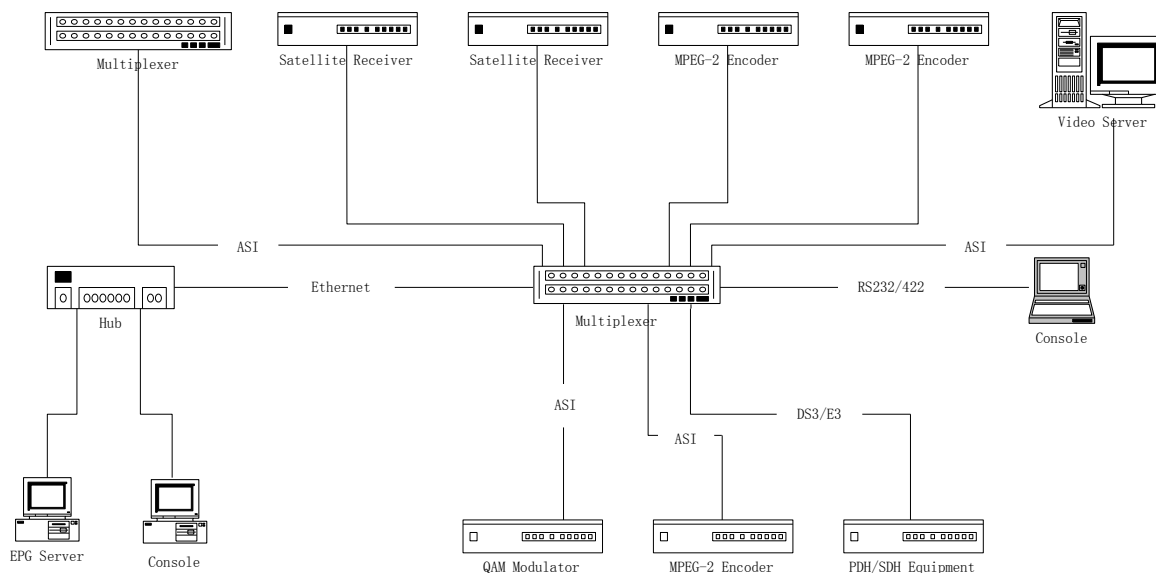 Multiplexer
Satellite Receiver
Satellite Receiver
MPEG-2 Encoder
MPEG-2 Encoder
Video Server
ASI
ASI
Ethernet
RS232/422
Hub
Multiplexer
Console
ASI
DS3/E3
ASI
EPG Server
Console
QAM Modulator
MPEG-2 Encoder
PDH/SDH Equipment